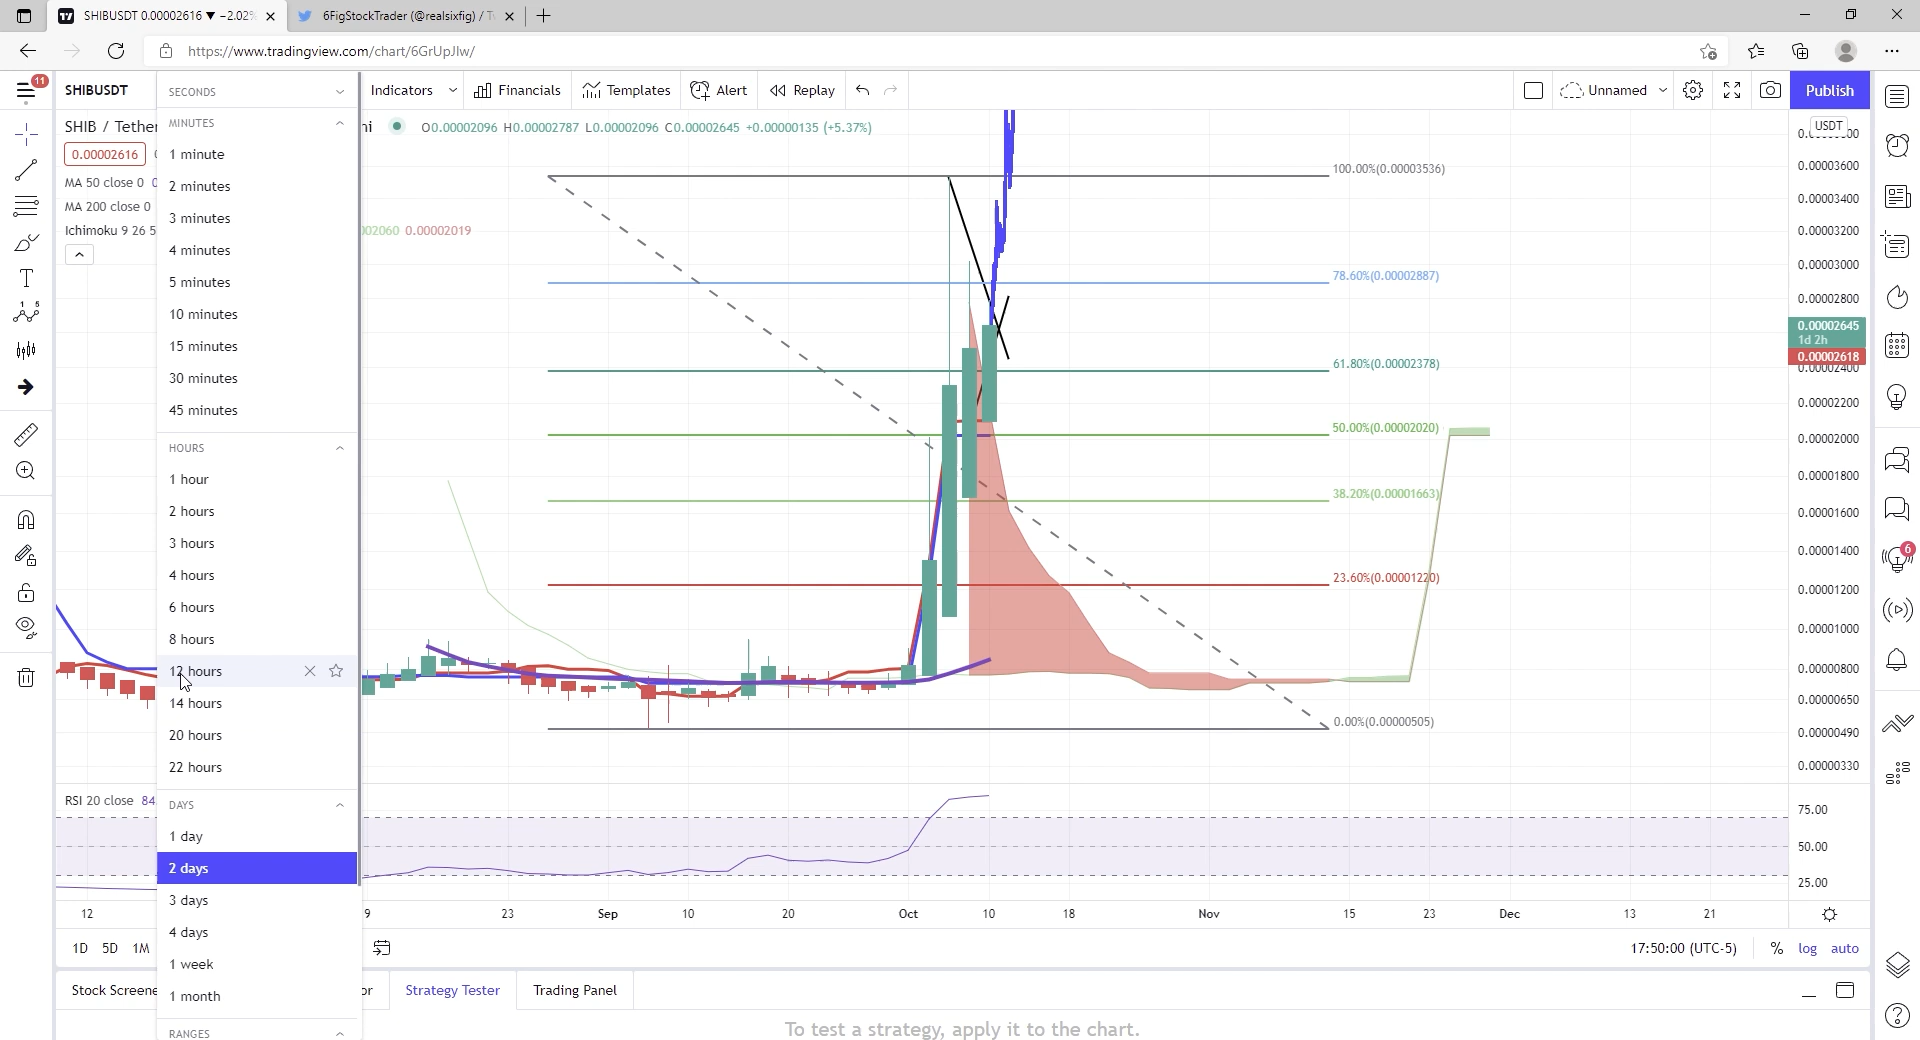 SHIBUSDT 0.00002616 ▼ −2.02%
6FigStockTrader (@realsixfig) / Tw
https://www.tradingview.com/chart/6GrUpJIw/
11
SHIBUSDT
SECONDS
Indicators
Financials
Templates
Alert
Replay
Unnamed
Publish
MINUTES
SHIB / Tether
O0.00002096 H0.00002787 L0.00002096 C0.00002645 +0.00000135 (+5.37%)
USDT
0.00002616
1 minute
100.00%(0.00003536)
0.00003600
MA 50 close 0
2 minutes
0.00003400
MA 200 close 0
3 minutes
0.00003200
Ichimoku 9 26 5
0.00002019
4 minutes
0.00003000
78.60%(0.00002887)
5 minutes
0.00002800
10 minutes
0.00002645
1d 2h
15 minutes
0.00002618
61.80%(0.00002378)
0.00002400
30 minutes
0.00002200
45 minutes
50.00%(0.00002020)
0.00002000
HOURS
1 hour
0.00001800
38.20%(0.00001663)
2 hours
0.00001600
3 hours
0.00001400
6
4 hours
23.60%(0.00001220)
0.00001200
6 hours
0.00001000
8 hours
12 hours
0.00000800
14 hours
0.00000650
0.00%(0.00000505)
20 hours
0.00000490
22 hours
0.00000330
RSI 20 close 84.
DAYS
75.00
1 day
50.00
2 days
25.00
3 days
12
9
23
Sep
10
20
Oct
10
18
Nov
15
23
Dec
13
21
4 days
1D 5D 1M
17:50:00 (UTC-5)
%
log
auto
1 week
Stock Screene
or
Strategy Tester
Trading Panel
1 month
RANGES
To test a strategy, apply it to the chart.